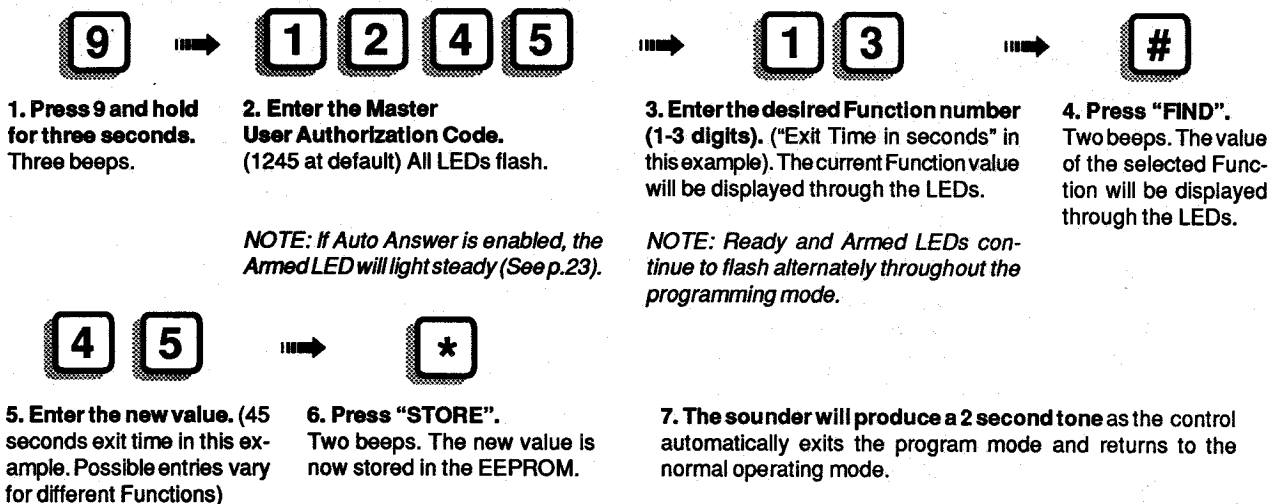 9 1 2 4 5 1 3 #
1. Press 9 and hold
for three seconds.
Three beeps.
2. Enter the Master
User Authorization Code.
(1245 at default) All LEDs flash.
NOTE: If Auto Answer is enabled, the
Armed LED will light steady (See p.23).
3. Enter the desired Function number
(1-3 digits). ("Exit Time in seconds" in
this example). The current Function value
will be displayed through the LEDs.
NOTE: Ready and Armed LEDs con-
tinue to flash alternately throughout the
programming mode.
4. Press “FIND”.
Two beeps. The value
of the selected Func-
tion will be displayed
through the LEDs.
4 5 *
5. Enter the new value. (45
seconds exit time in this ex-
ample. Possible entries vary
for different Functions)
6. Press “STORE”.
Two beeps. The new value is
now stored in the EEPROM.
7. The sounder will produce a 2 second tone as the control
automatically exits the program mode and returns to the
normal operating mode.